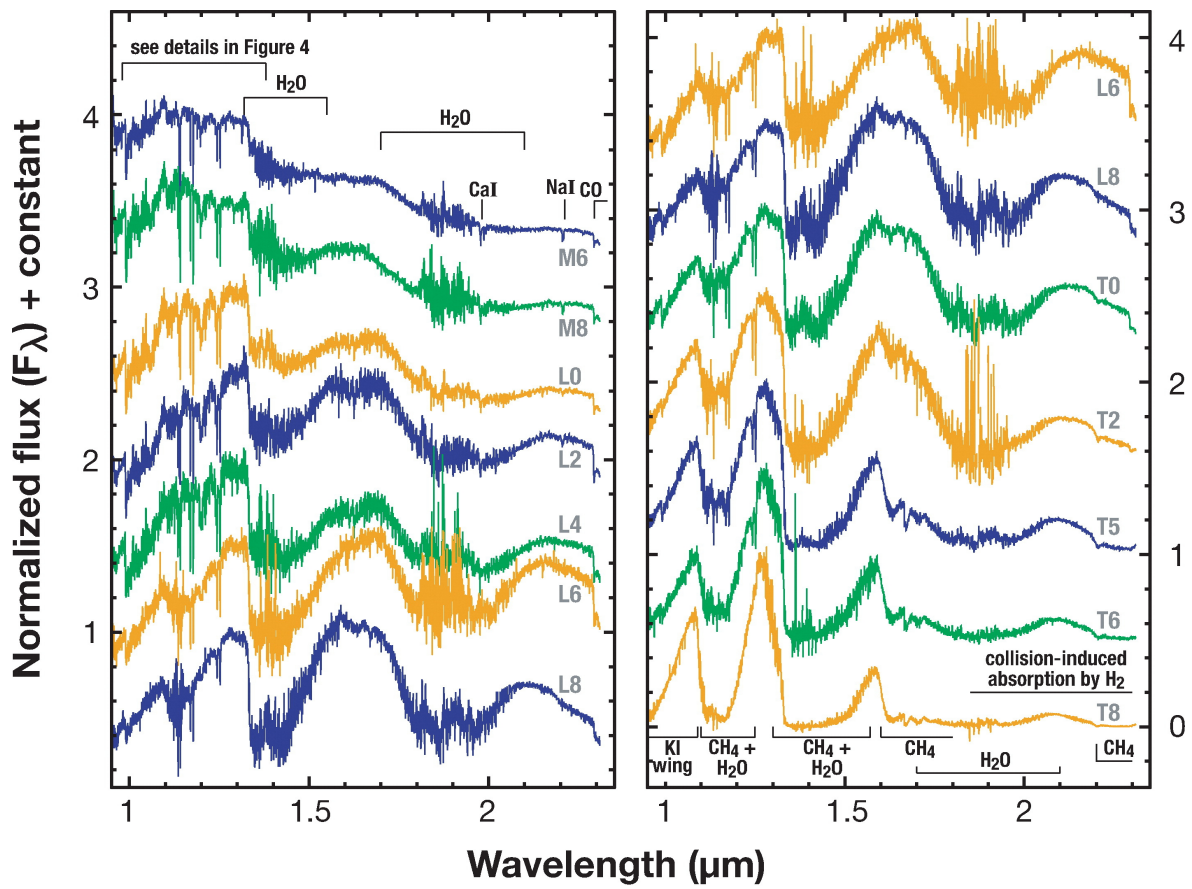 Normalized flux (Fλ) + constant
see details in Figure 4
H2O
H2O
CaI
NaI
CO
M6
M8
L0
L2
L4
L6
L8
4
3
2
1
1
1.5
2
L6
L8
T0
T2
T5
T6
collision-induced
absorption by H2
T8
KI
wing
CH4 +
H2O
CH4 +
H2O
CH4
H2O
CH4
4
3
2
1
0
1
1.5
2
Wavelength (μm)